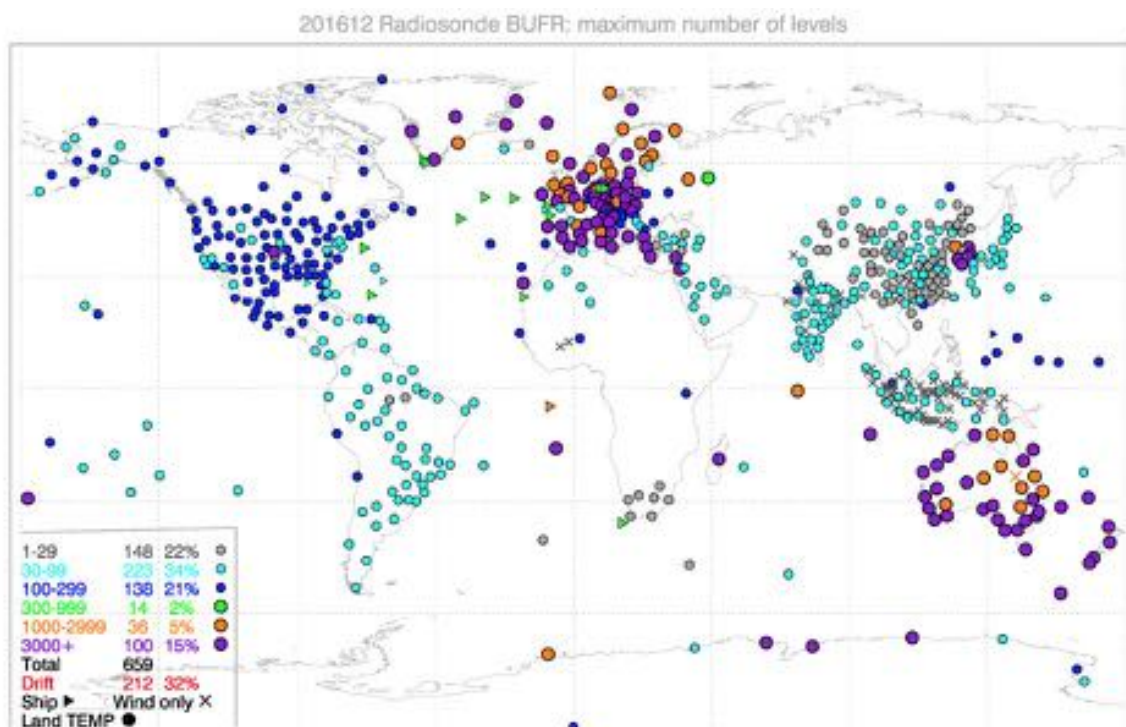 201612 Radiosonde BUFR: maximum number of levels
1-29 148 22%
30-99 223 34%
100-299 138 21%
300-999 14 2%
1000-2999 36 5%
3000+ 100 15%
Total 659
Drift 212 32%
Ship Wind only
Land TEMP